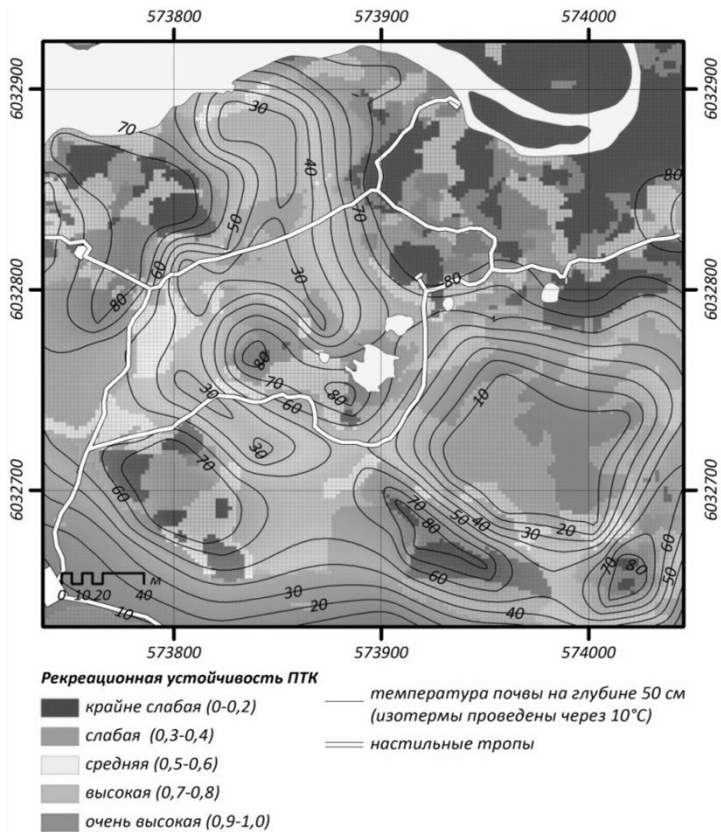 573800 573900 574000
6032900 6032900
30
70
40
80
50
70
60
30
6032800 6032800
80
80
80
70
80
10
30
60
30
70
6032700 6032700
60
70
80
50
40
30
20
60
70
80
50
60
м
0 10 20 40
30
20
10
40
573800 573900 574000
Рекреационная устойчивость ПТК
крайне слабая (0-0,2)
слабая (0,3-0,4)
средняя (0,5-0,6)
высокая (0,7-0,8)
очень высокая (0,9-1,0)
температура почвы на глубине 50 см
(изотермы проведены через 10°С)
настильные тропы